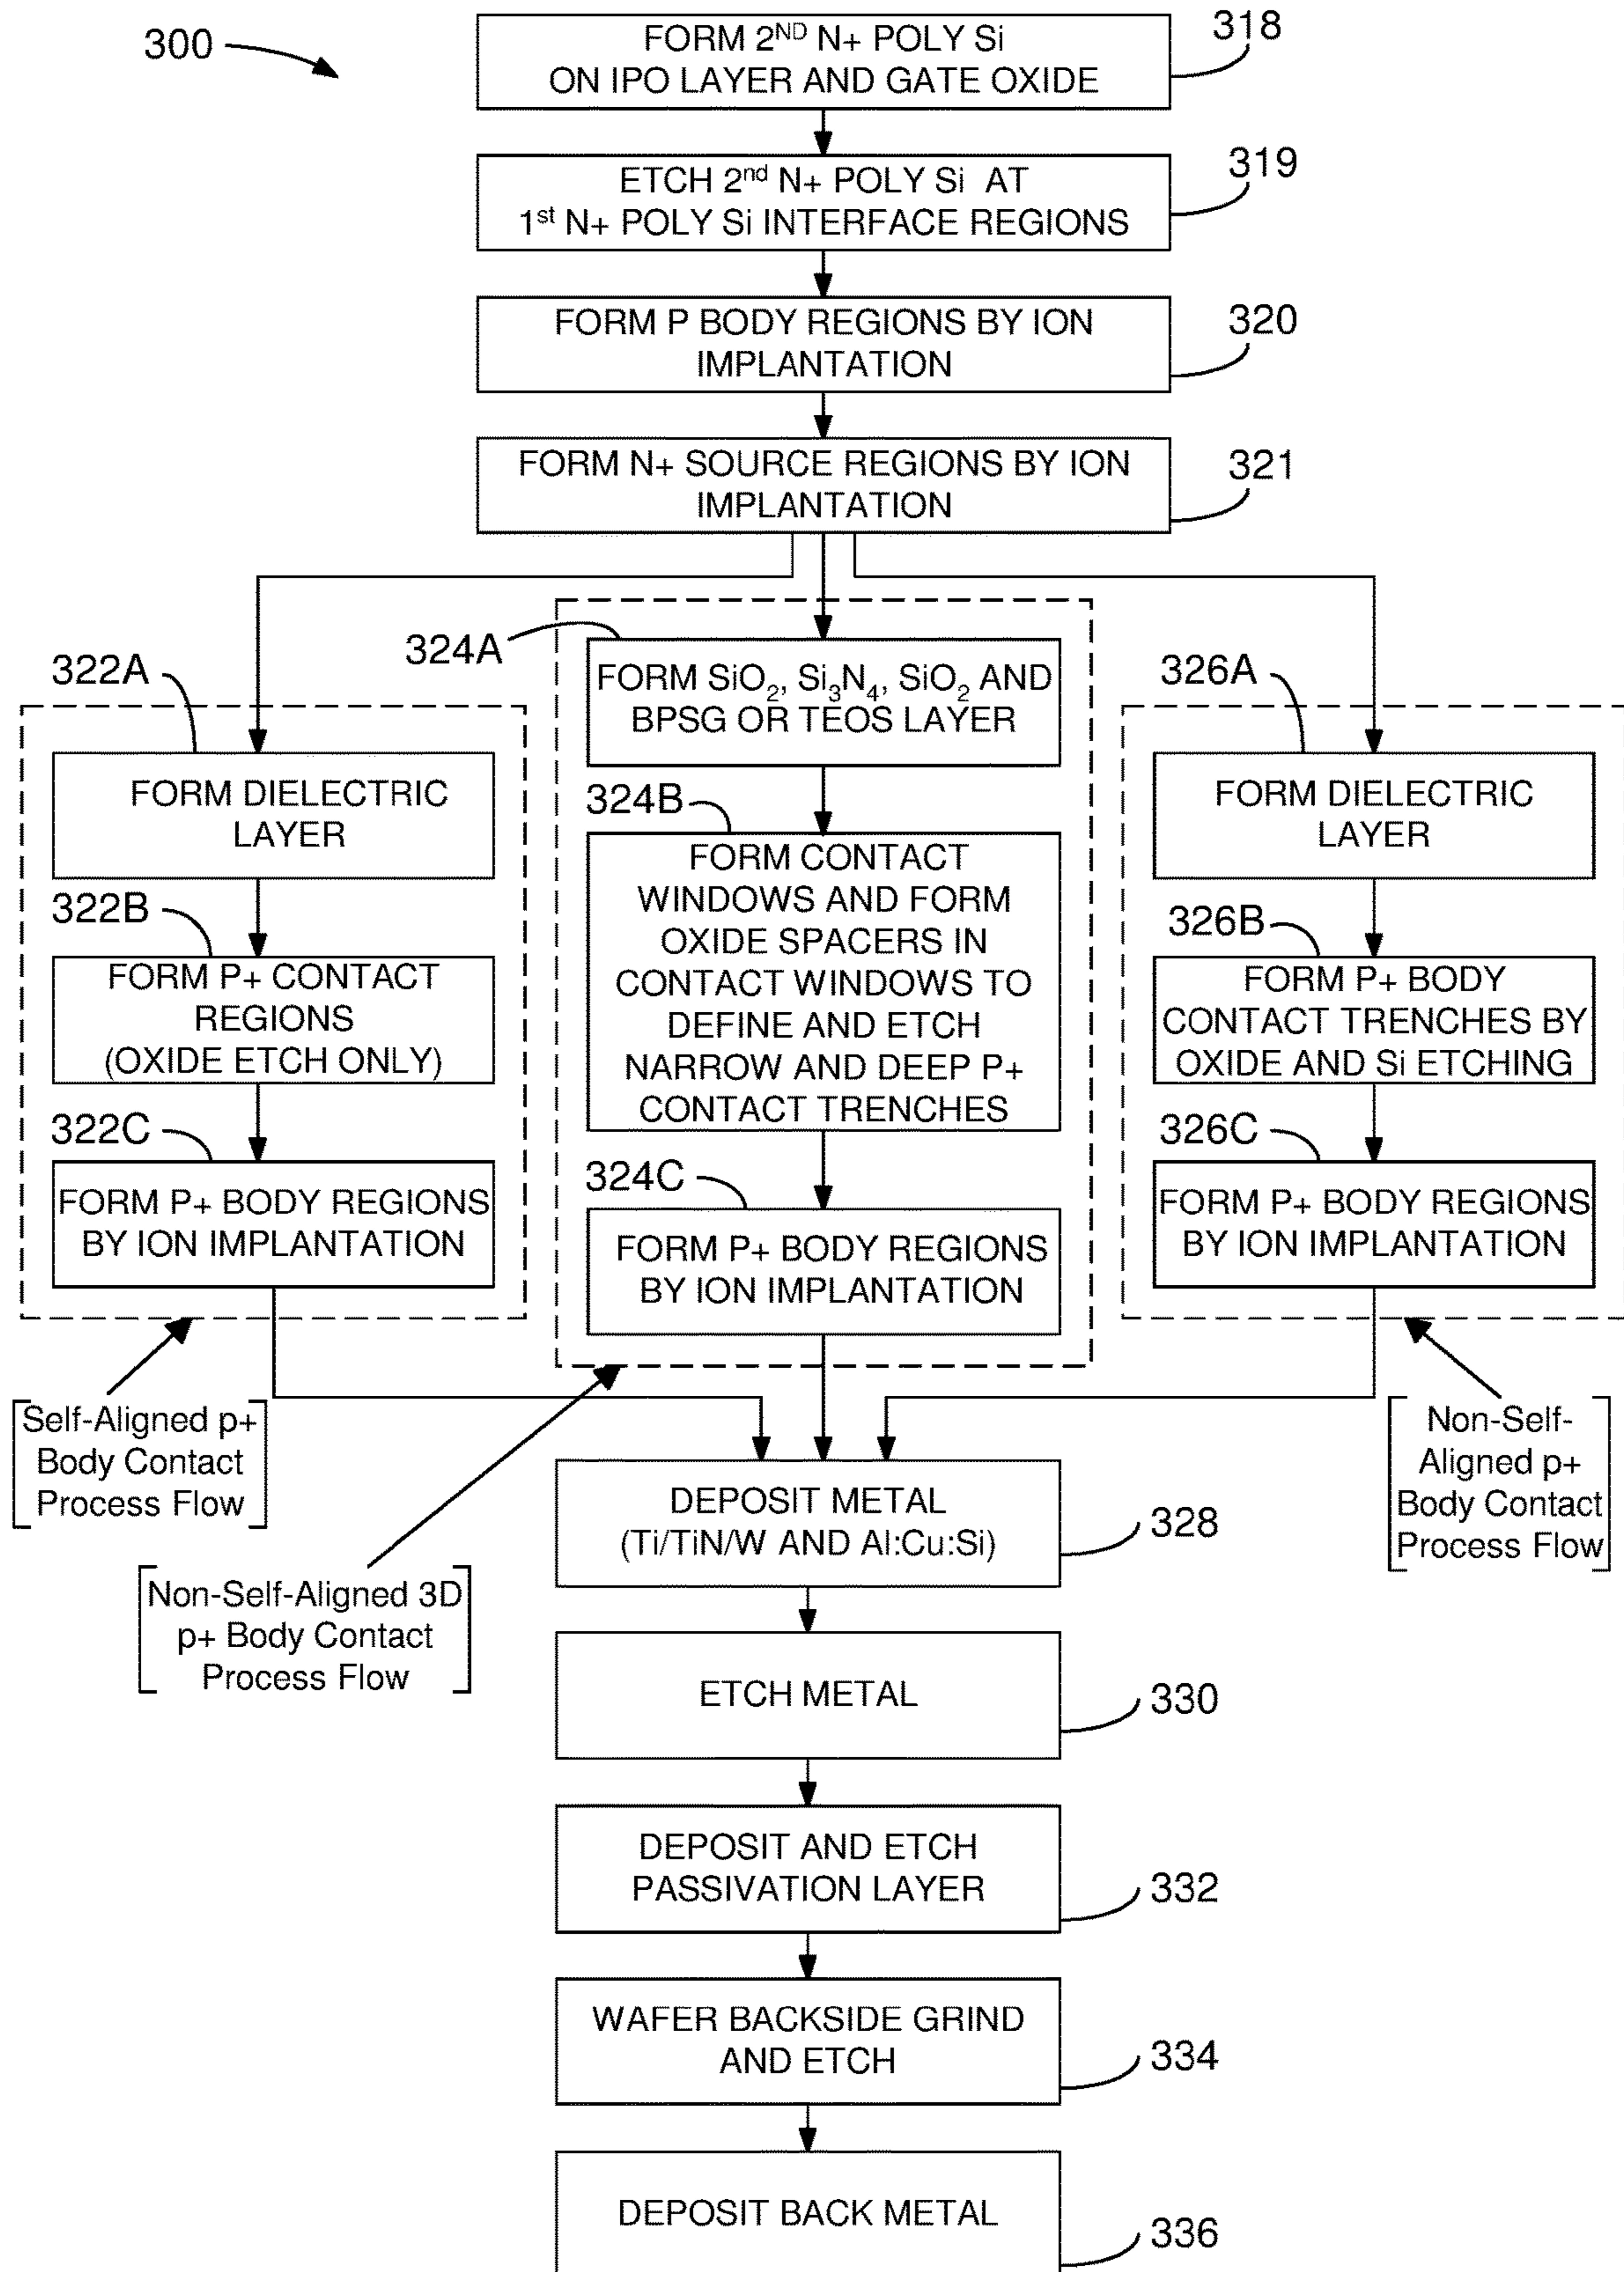 300
FORM 2ND N+ POLY Si
ON IPO LAYER AND GATE OXIDE
318
ETCH 2nd N+ POLY Si AT
1st N+ POLY Si INTERFACE REGIONS
319
FORM P BODY REGIONS BY ION
IMPLANTATION
320
FORM N+ SOURCE REGIONS BY ION
IMPLANTATION
321
322A
FORM DIELECTRIC
LAYER
322B
FORM P+ CONTACT
REGIONS
(OXIDE ETCH ONLY)
322C
FORM P+ BODY REGIONS
BY ION IMPLANTATION
324A
FORM SiO2, Si3N4, SiO2 AND
BPSG OR TEOS LAYER
324B
FORM CONTACT
WINDOWS AND FORM
OXIDE SPACERS IN
CONTACT WINDOWS TO
DEFINE AND ETCH
NARROW AND DEEP P+
CONTACT TRENCHES
324C
FORM P+ BODY REGIONS
BY ION IMPLANTATION
326A
FORM DIELECTRIC
LAYER
326B
FORM P+ BODY
CONTACT TRENCHES BY
OXIDE AND Si ETCHING
326C
FORM P+ BODY REGIONS
BY ION IMPLANTATION
Self-Aligned p+
Body Contact
Process Flow
Non-Self-Aligned 3D
p+ Body Contact
Process Flow
Non-Self-
Aligned p+
Body Contact
Process Flow
DEPOSIT METAL
(Ti/TiN/W AND Al:Cu:Si)
328
ETCH METAL
330
DEPOSIT AND ETCH
PASSIVATION LAYER
332
WAFER BACKSIDE GRIND
AND ETCH
334
DEPOSIT BACK METAL
336